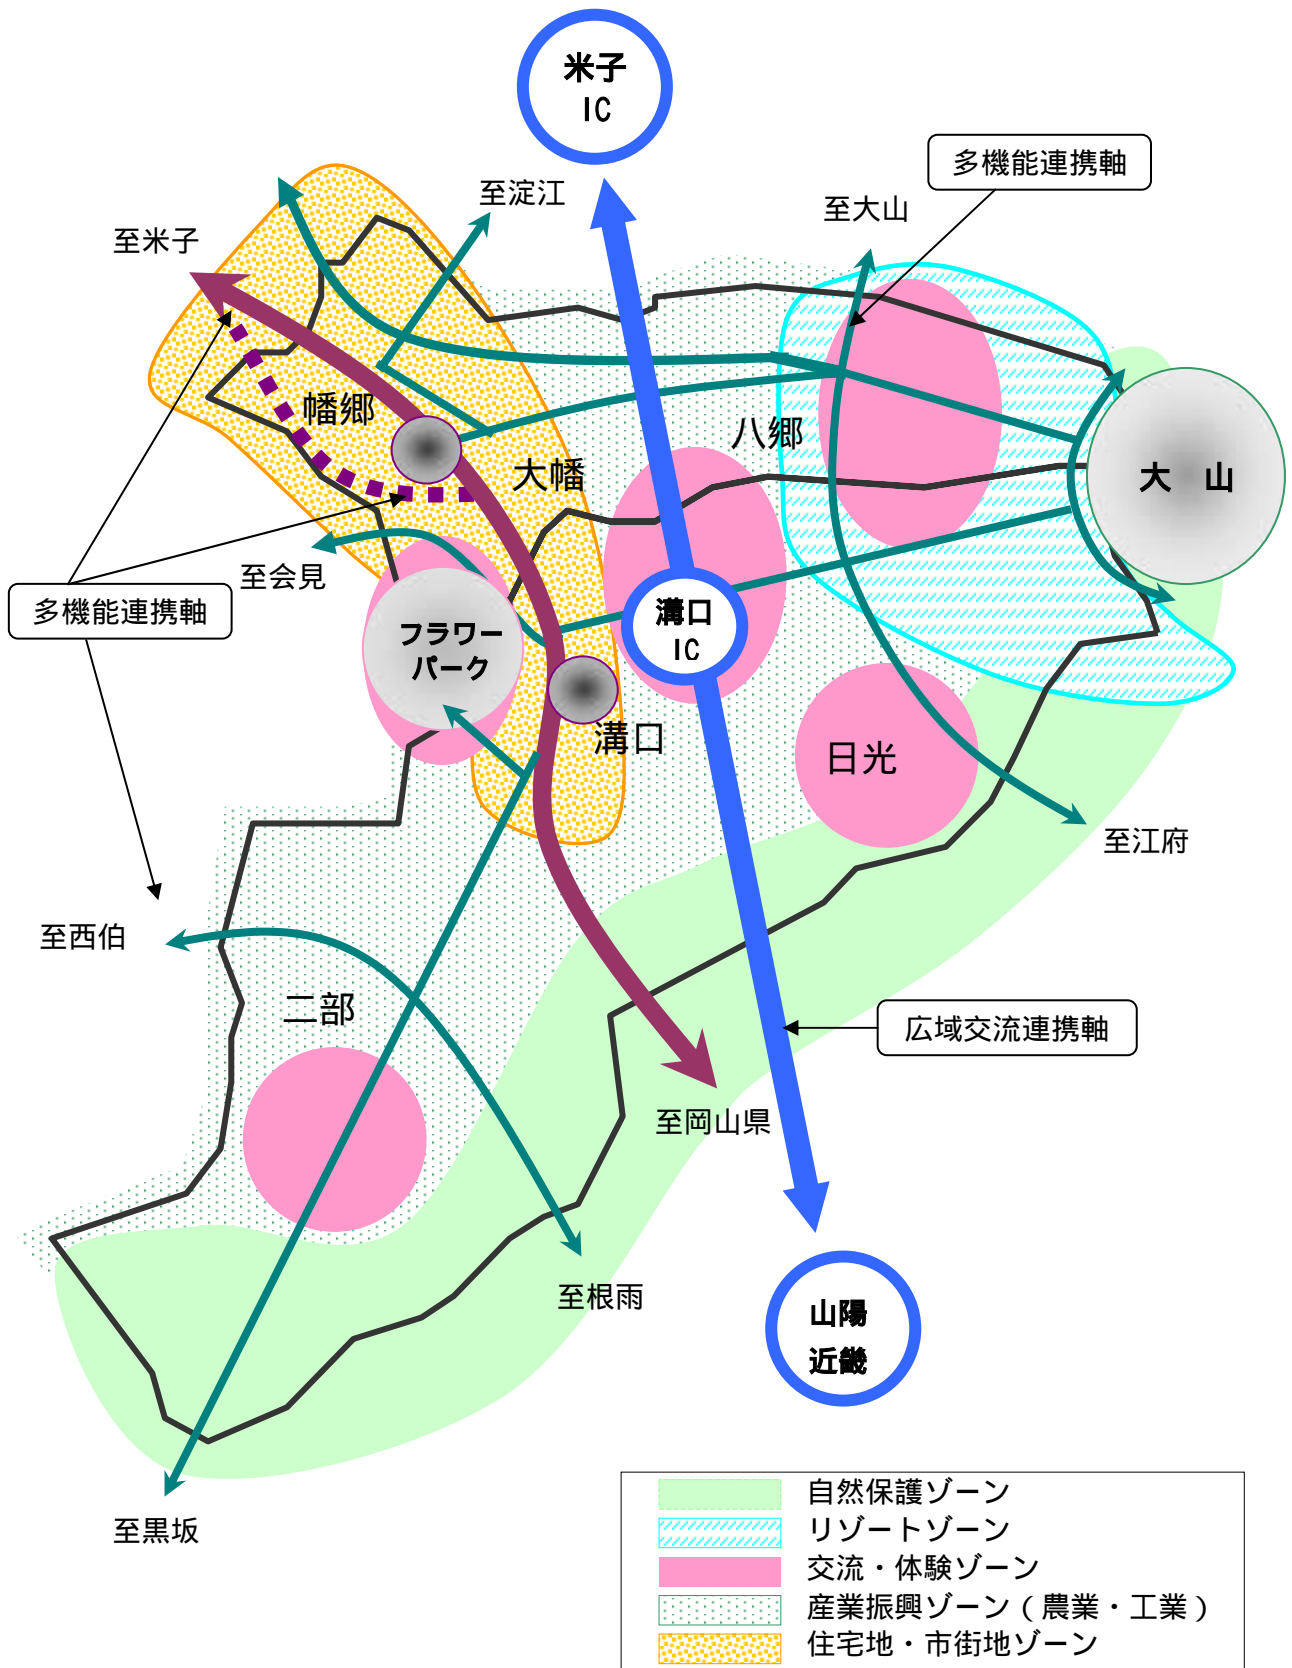 米子
IC
多機能連携軸
至淀江
至大山
至米子
幡郷
八郷
大幡
大 山
至会見
多機能連携軸
フラワー
パーク
溝口
IC
溝口
日光
至江府
至西伯
二部
広域交流連携軸
至岡山県
至根雨
山陽
近畿
至黒坂
自然保護ゾーン
リゾートゾーン
交流・体験ゾーン
産業振興ゾーン（農業・工業）
住宅地・市街地ゾーン